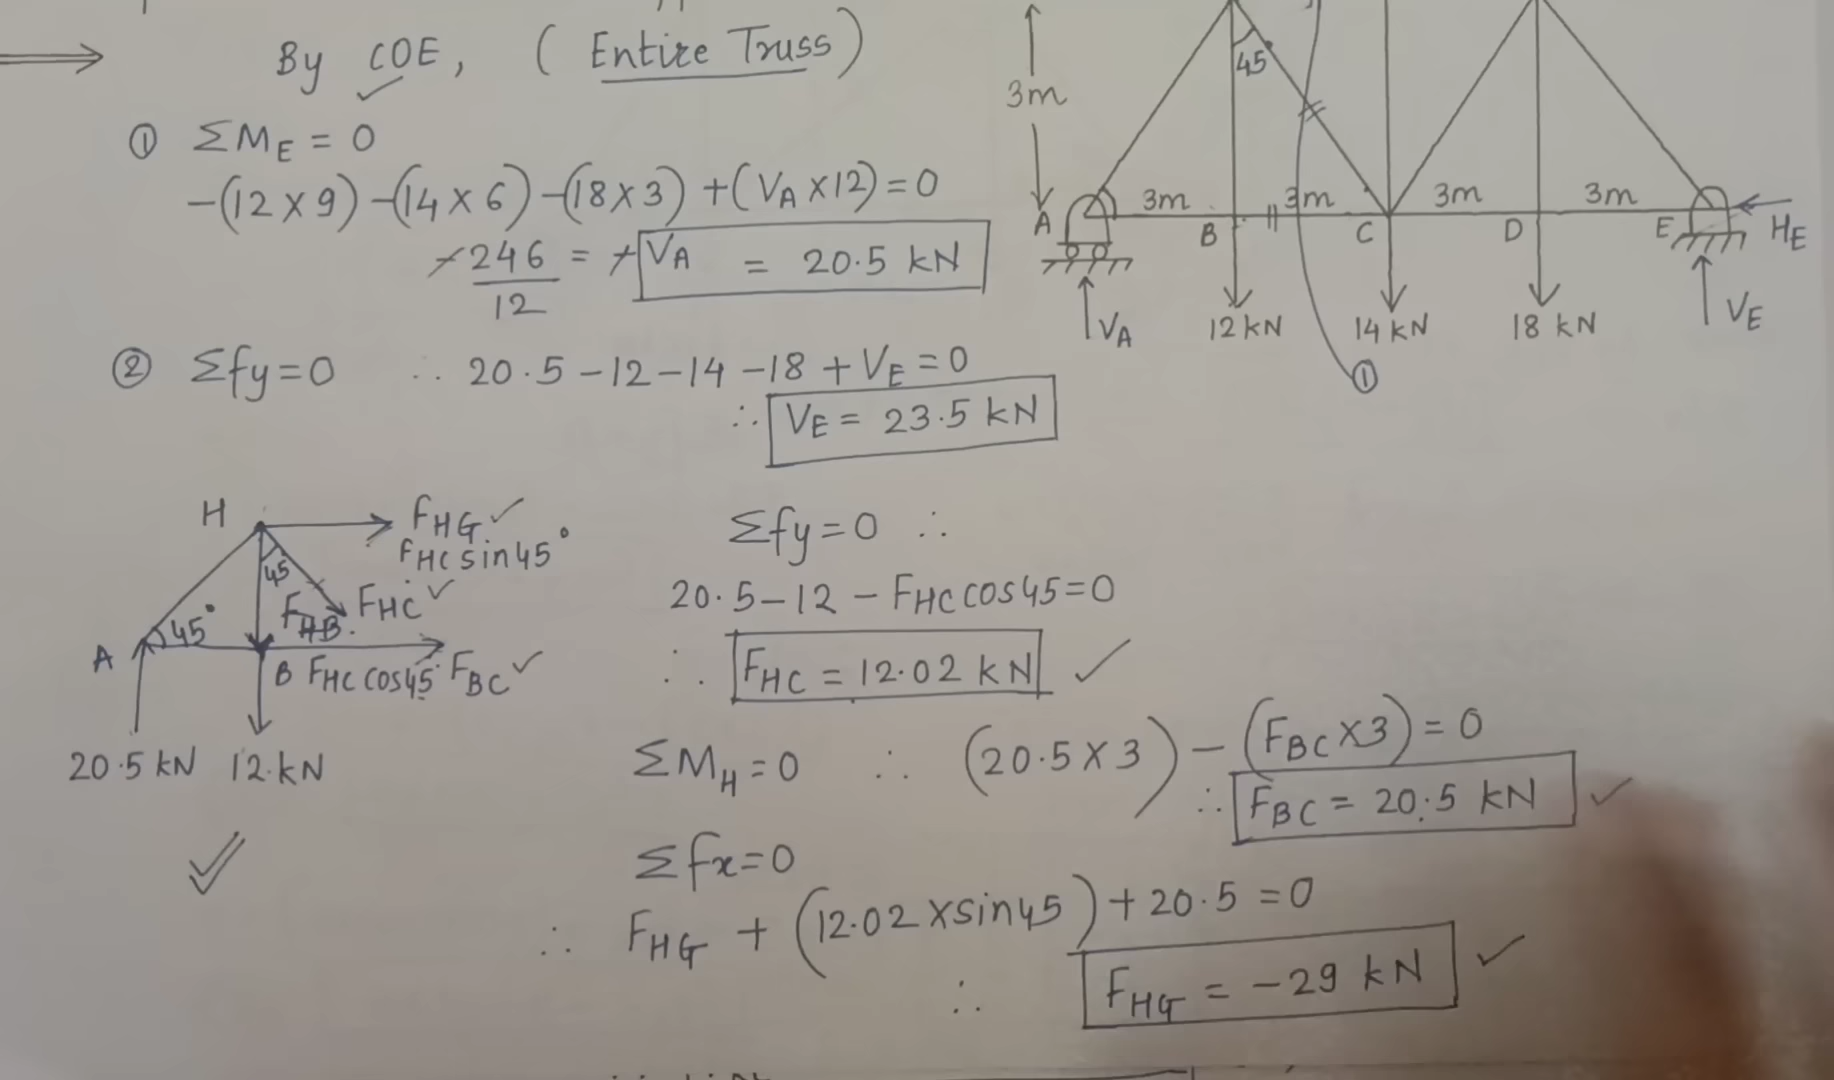 By COE, (Entire Truss)
① ΣM_E = 0
-(12×9) -(14×6) -(18×3) +(V_A×12) = 0
-246/12 = +V_A = 20.5 kN
② Σfy=0 ∴ 20.5-12-14-18+V_E=0
∴ V_E = 23.5 kN
3m
45
A 3m B 3m C 3m D 3m E H_E
V_A 12kN 14kN 18 kN V_E
①
H F_HG ✓
F_HC sin45°
45 F_HC ✓
45° F_HB.
A B F_HC cos45 F_BC ✓
20.5 kN 12.kN
Σfy=0 ∴
20.5-12-F_HC cos45=0
∴ F_HC = 12.02 kN ✓
ΣM_H=0 ∴ (20.5×3) - (F_BC×3) = 0
∴ F_BC = 20.5 kN ✓
Σfx=0
∴ F_HG + (12.02×sin45) + 20.5 = 0
∴ F_HG = -29 kN ✓